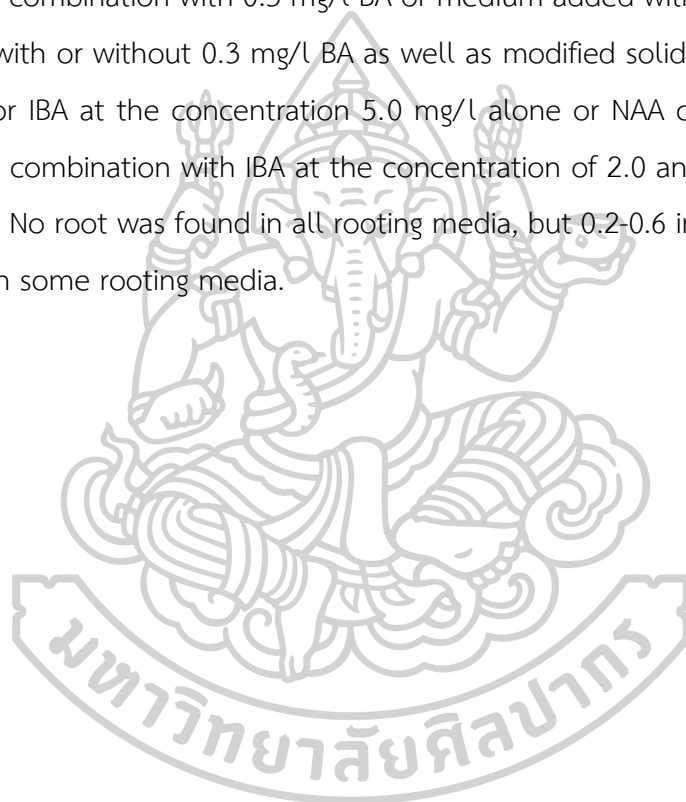 combination with 0.5 mg/l BA or medium added with
with or without 0.3 mg/l BA as well as modified solid
or IBA at the concentration 5.0 mg/l alone or NAA
combination with IBA at the concentration of 2.0 an
No root was found in all rooting media, but 0.2-0.6 in
some rooting media.
มหาวิทยาลัยศิลปากร